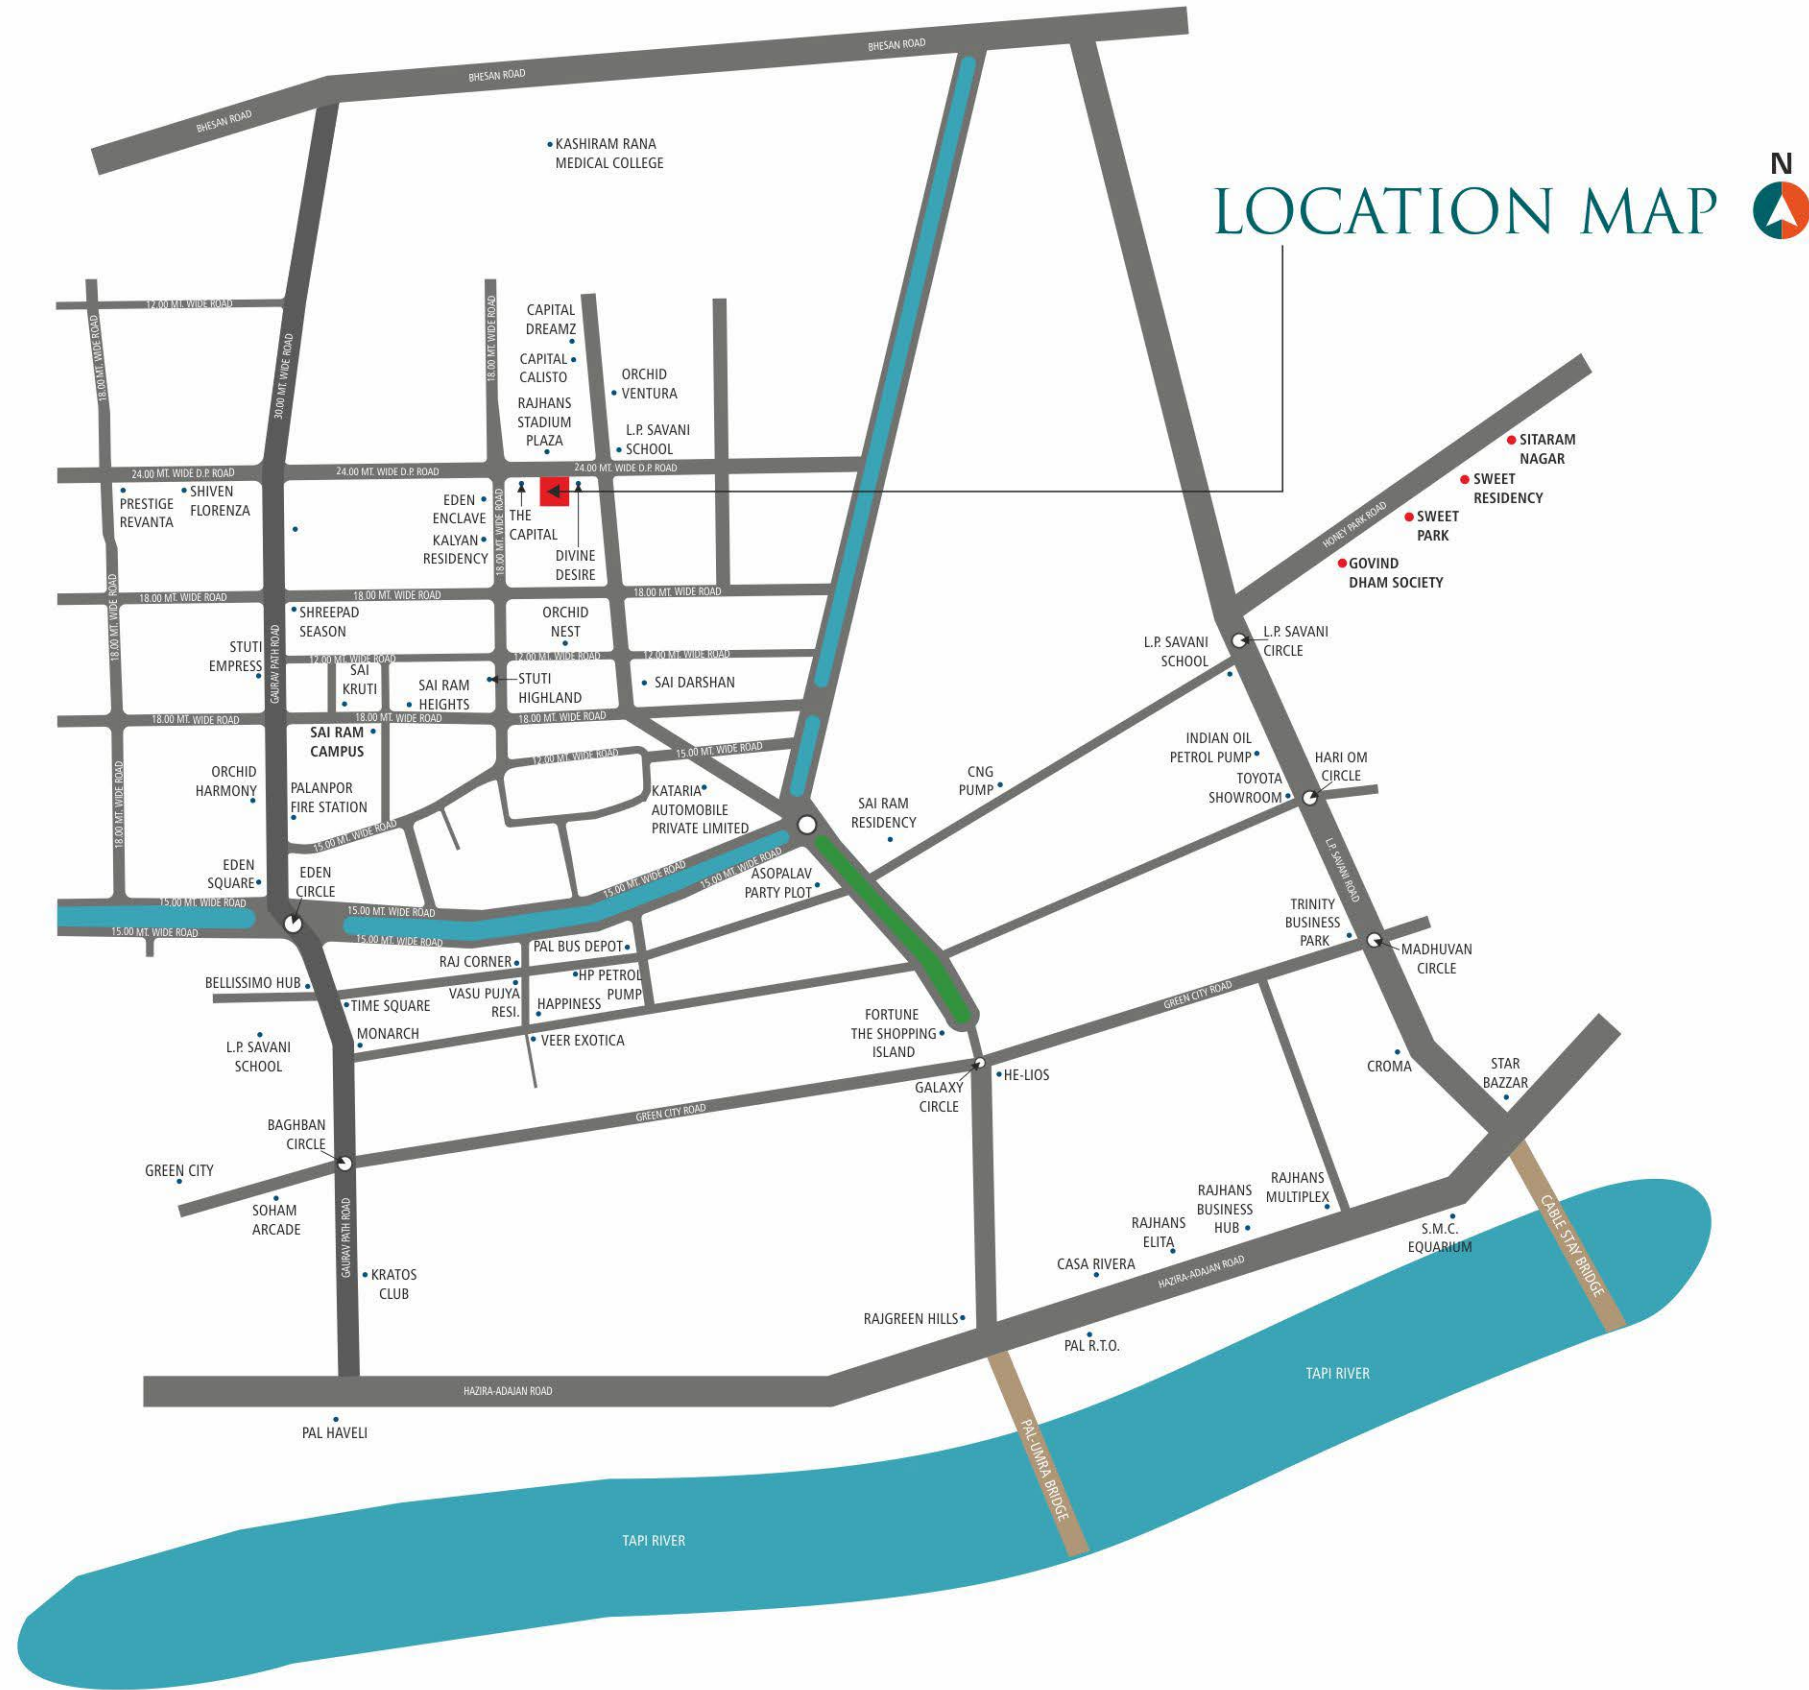 BHESAN ROAD
BHESAN ROAD
BHESAN ROAD
KASHIRAM RANA
MEDICAL COLLEGE
N
LOCATION MAP
12.00 MT. WIDE ROAD
18.00 MT. WIDE ROAD
30.00 MT. WIDE ROAD
18.00 MT. WIDE ROAD
CAPITAL
DREAMZ
CAPITAL
CALISTO
ORCHID
VENTURA
RAJHANS
STADIUM
PLAZA
L.P. SAVANI
SCHOOL
24.00 MT. WIDE D.P. ROAD
24.00 MT. WIDE D.P. ROAD
24.00 MT. WIDE D.P. ROAD
PRESTIGE
REVANTA
SHIVEN
FLORENZA
EDEN
ENCLAVE
KALYAN
RESIDENCY
18.00 MT. WIDE ROAD
THE
CAPITAL
DIVINE
DESIRE
SITARAM
NAGAR
SWEET
RESIDENCY
SWEET
PARK
GOVIND
DHAM SOCIETY
HONEY PARK ROAD
18.00 MT. WIDE ROAD
18.00 MT. WIDE ROAD
18.00 MT. WIDE ROAD
18.00 MT. WIDE ROAD
SHREEPAD
SEASON
ORCHID
NEST
STUTI
EMPRESS
GAURAV PATH ROAD
12.00 MT. WIDE ROAD
12.00 MT. WIDE ROAD
12.00 MT. WIDE ROAD
SAI
KRUTI
SAI RAM
HEIGHTS
STUTI
HIGHLAND
SAI DARSHAN
L.P. SAVANI
SCHOOL
L.P. SAVANI
CIRCLE
18.00 MT. WIDE ROAD
18.00 MT. WIDE ROAD
18.00 MT. WIDE ROAD
SAI RAM
CAMPUS
12.00 MT. WIDE ROAD
15.00 MT. WIDE ROAD
18.00 MT. WIDE ROAD
ORCHID
HARMONY
PALANPOR
FIRE STATION
15.00 MT. WIDE ROAD
KATARIA
AUTOMOBILE
PRIVATE LIMITED
SAI RAM
RESIDENCY
CNG
PUMP
INDIAN OIL
PETROL PUMP
TOYOTA
SHOWROOM
HARI OM
CIRCLE
L.P. SAVANI ROAD
EDEN
SQUARE
EDEN
CIRCLE
15.00 MT. WIDE ROAD
15.00 MT. WIDE ROAD
ASOPALAV
PARTY PLOT
15.00 MT. WIDE ROAD
15.00 MT. WIDE ROAD
15.00 MT. WIDE ROAD
15.00 MT. WIDE ROAD
TRINITY
BUSINESS
PARK
MADHUVAN
CIRCLE
PAL BUS DEPOT
RAJ CORNER
BELLISSIMO HUB
TIME SQUARE
VASU PUJYA
RESI.
HP PETROL
PUMP
HAPPINESS
VEER EXOTICA
MONARCH
L.P. SAVANI
SCHOOL
FORTUNE
THE SHOPPING
ISLAND
GREEN CITY ROAD
HE-LIOS
GALAXY
CIRCLE
CROMA
STAR
BAZZAR
GREEN CITY ROAD
BAGHBAN
CIRCLE
GREEN CITY
SOHAM
ARCADE
GAURAV PATH ROAD
KRATOS
CLUB
RAJHANS
MULTIPLEX
RAJHANS
BUSINESS
HUB
RAJHANS
ELITA
CASA RIVERA
S.M.C.
EQUARIUM
CABLE STAY BRIDGE
HAZIRA-ADAJAN ROAD
RAJGREEN HILLS
PAL R.T.O.
HAZIRA-ADAJAN ROAD
PAL HAVELI
PAL-UMRA BRIDGE
TAPI RIVER
TAPI RIVER